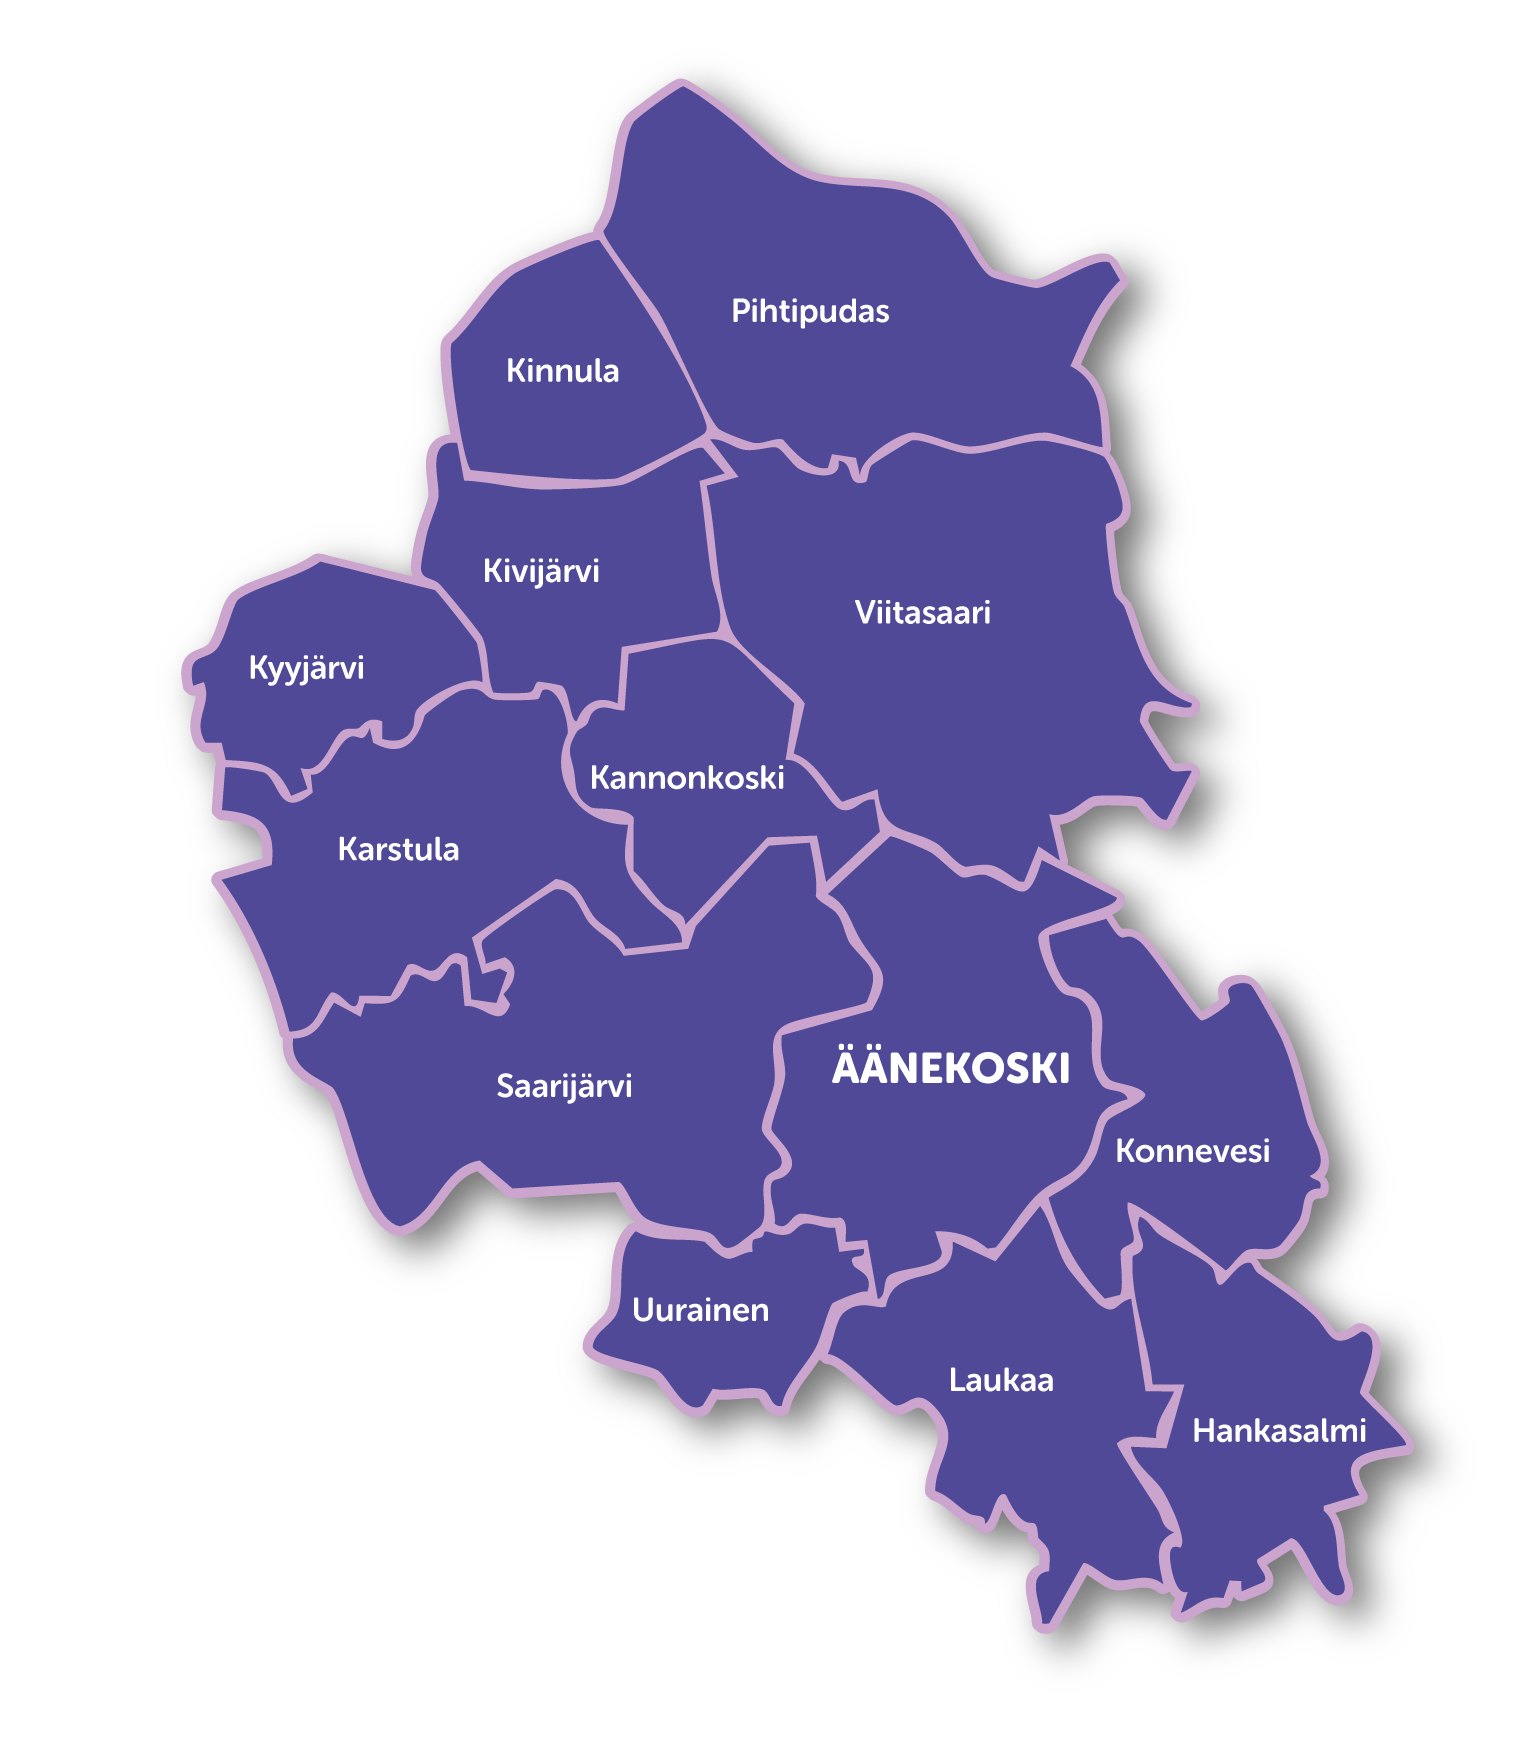 Pihtipudas
Kinnula
Kivijärvi
Viitasaari
Kyyjärvi
Kannonkoski
Karstula
ÄÄNEKOSKI
Saarijärvi
Konnevesi
Uurainen
Laukaa
Hankasalmi